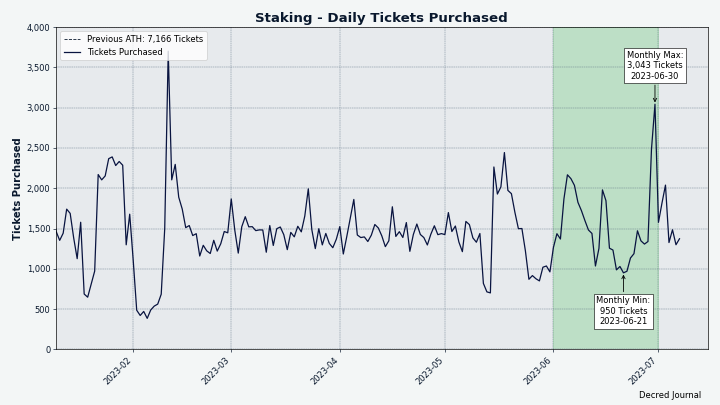 Staking - Daily Tickets Purchased
Previous ATH: 7,166 Tickets
Tickets Purchased
Tickets Purchased
4,000
3,500
3,000
2,500
2,000
1,500
1,000
500
0
Monthly Max:
3,043 Tickets
2023-06-30
Monthly Min:
950 Tickets
2023-06-21
2023-02
2023-03
2023-04
2023-05
2023-06
2023-07
Decred Journal